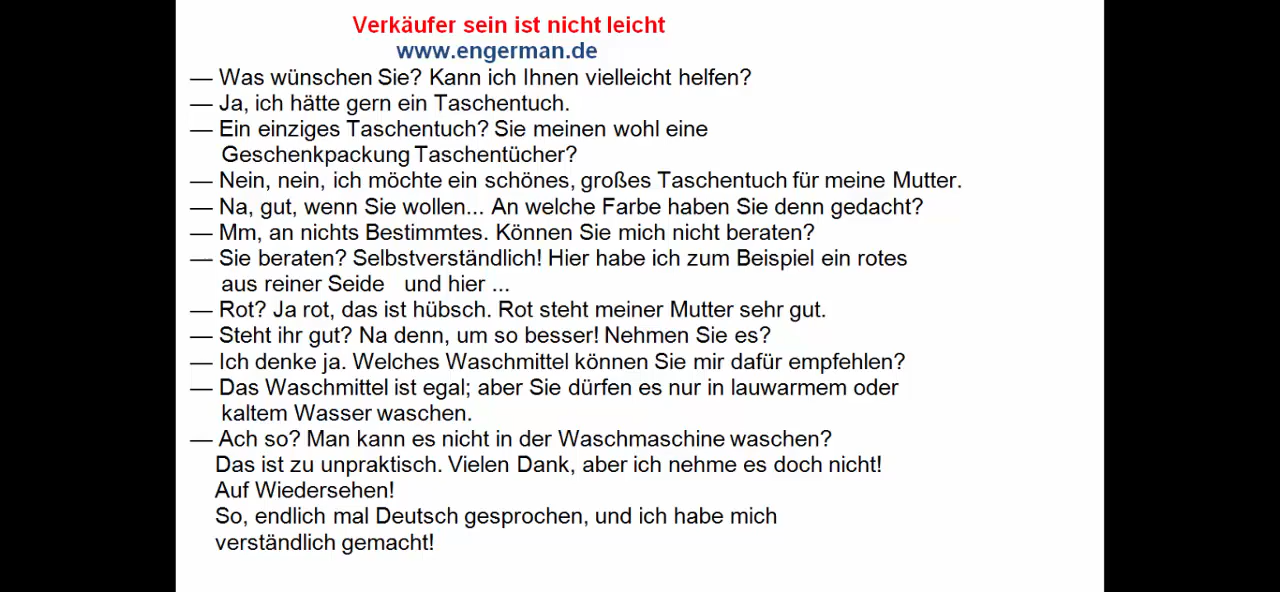 Verkäufer sein ist nicht leicht
www.engerman.de
— Was wünschen Sie? Kann ich Ihnen vielleicht helfen?
— Ja, ich hätte gern ein Taschentuch.
— Ein einziges Taschentuch? Sie meinen wohl eine
Geschenkpackung Taschentücher?
— Nein, nein, ich möchte ein schönes, großes Taschentuch für meine Mutter.
— Na, gut, wenn Sie wollen... An welche Farbe haben Sie denn gedacht?
— Mm, an nichts Bestimmtes. Können Sie mich nicht beraten?
— Sie beraten? Selbstverständlich! Hier habe ich zum Beispiel ein rotes
aus reiner Seide und hier ...
— Rot? Ja rot, das ist hübsch. Rot steht meiner Mutter sehr gut.
— Steht ihr gut? Na denn, um so besser! Nehmen Sie es?
— Ich denke ja. Welches Waschmittel können Sie mir dafür empfehlen?
— Das Waschmittel ist egal; aber Sie dürfen es nur in lauwarmem oder
kaltem Wasser waschen.
— Ach so? Man kann es nicht in der Waschmaschine waschen?
Das ist zu unpraktisch. Vielen Dank, aber ich nehme es doch nicht!
Auf Wiedersehen!
So, endlich mal Deutsch gesprochen, und ich habe mich
verständlich gemacht!